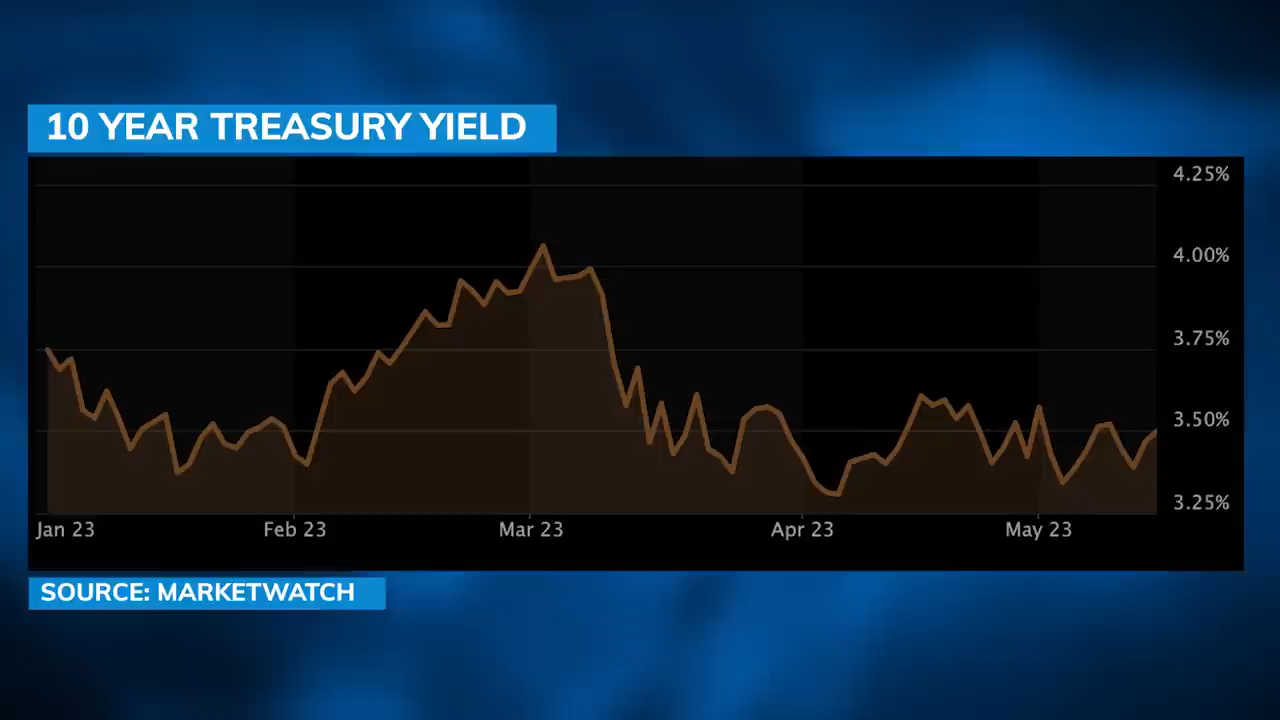 10 YEAR TREASURY YIELD
4.25%
4.00%
3.75%
3.50%
3.25%
Jan 23 Feb 23 Mar 23 Apr 23 May 23
SOURCE: MARKETWATCH